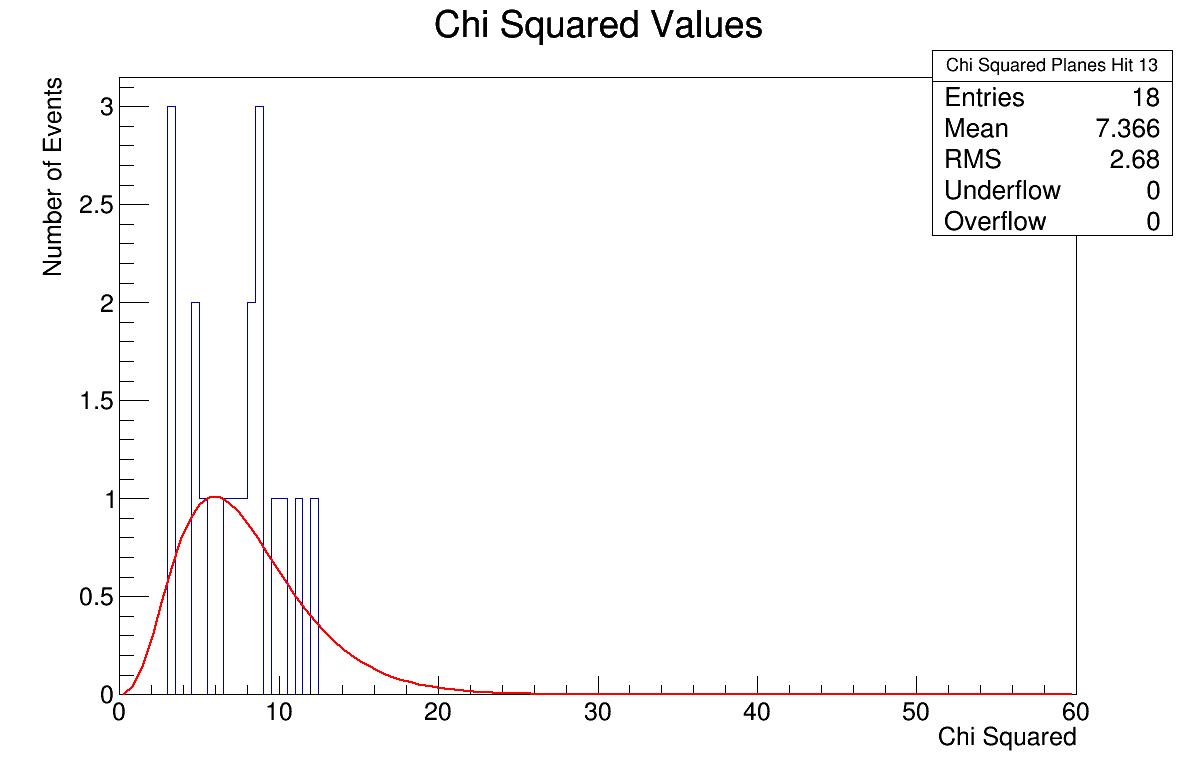 Chi Squared Values
Chi Squared Planes Hit 13
Entries 18
Mean 7.366
RMS 2.68
Underflow 0
Overflow 0
Number of Events
3
2.5
2
1.5
1
0.5
0
0 10 20 30 40 50 60
Chi Squared